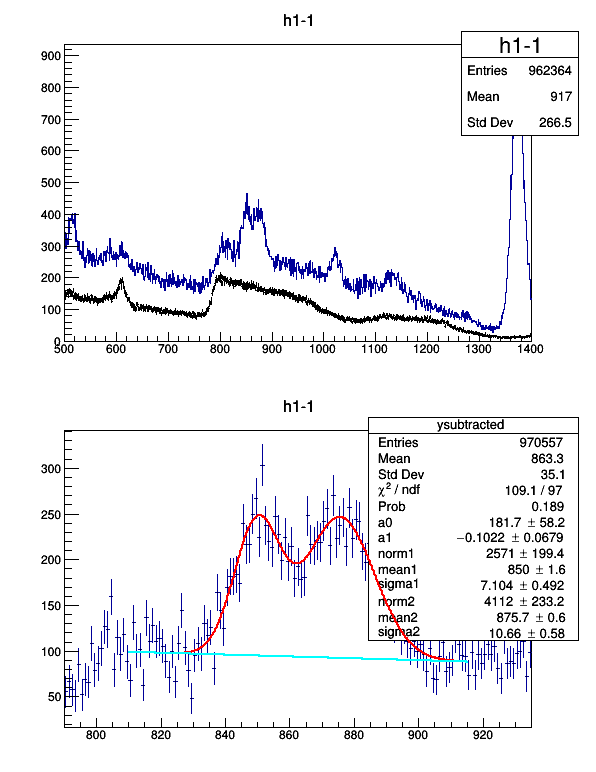 h1-1
h1-1
Entries 962364
Mean 917
Std Dev 266.5
900
800
700
600
500
400
300
200
100
0
500 600 700 800 900 1000 1100 1200 1300 1400
h1-1
ysubtracted
Entries 970557
Mean 863.3
Std Dev 35.1
χ² / ndf 109.1 / 97
Prob 0.189
a0 181.7 ± 58.2
a1 −0.1022 ± 0.0679
norm1 2571 ± 199.4
mean1 850 ± 1.6
sigma1 7.104 ± 0.492
norm2 4112 ± 233.2
mean2 875.7 ± 0.6
sigma2 10.66 ± 0.58
300
250
200
150
100
50
800 820 840 860 880 900 920